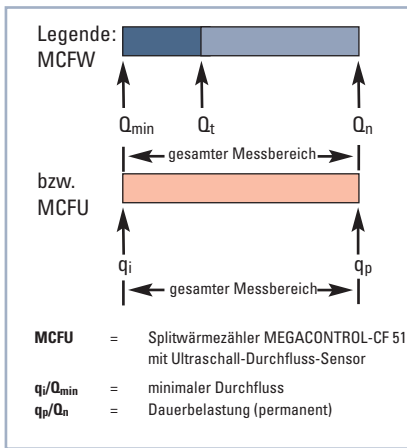 Legende:
MCFW
Qmin Qt Qn
gesamter Messbereich
bzw.
MCFU
qi qp
gesamter Messbereich
MCFU = Splitwärmezähler MEGACONTROL-CF 51
mit Ultraschall-Durchfluss-Sensor
qi/Qmin = minimaler Durchfluss
qp/Qn = Dauerbelastung (permanent)